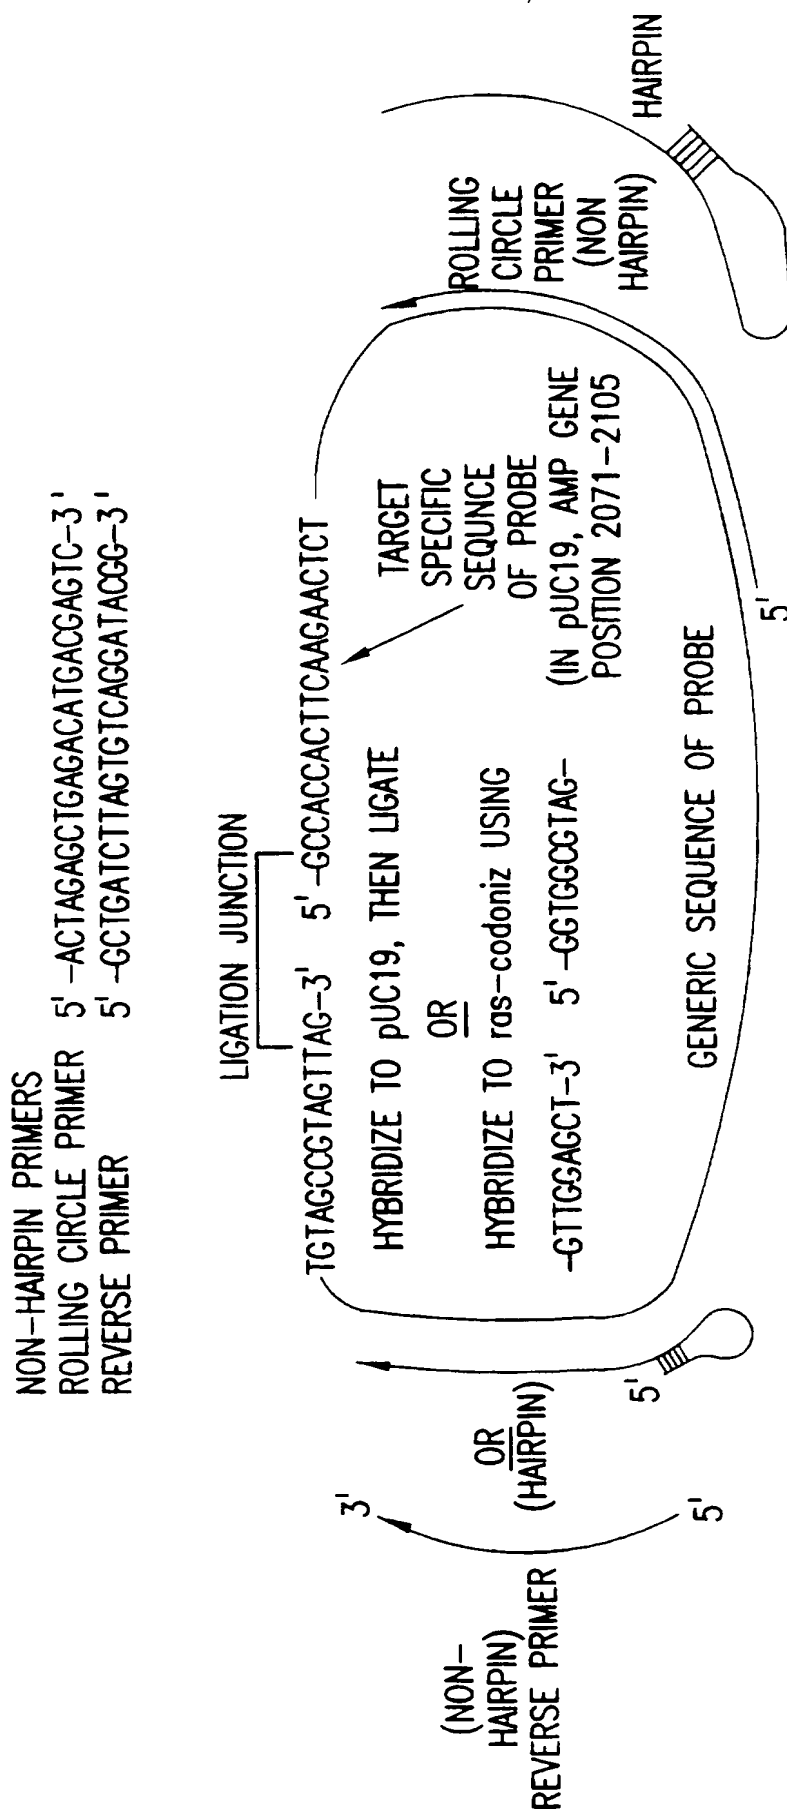 NON-HAIRPIN PRIMERS
ROLLING CIRCLE PRIMER 5'-ACTAGAGCTGAGACATGACGAGTC-3'
REVERSE PRIMER 5'-GCTGATCTTAGTGTCAGGATACGG-3'
LIGATION JUNCTION
TGTAGCCGTAGTTAG-3' 5'-GCCACCACTTCAAGAACTCT
HYBRIDIZE TO pUC19, THEN LIGATE
OR
HYBRIDIZE TO ras-codoniz USING
-GTTGGAGCT-3' 5'-GGTGGCGTAG-
TARGET
SPECIFIC
SEQUNCE
OF PROBE
(IN pUC19, AMP GENE
POSITION 2071-2105
GENERIC SEQUENCE OF PROBE
ROLLING
CIRCLE
PRIMER
(NON
HAIRPIN)
HAIRPIN
5'
3'
5'
OR
(HAIRPIN)
5'
(NON-
HAIRPIN)
REVERSE PRIMER